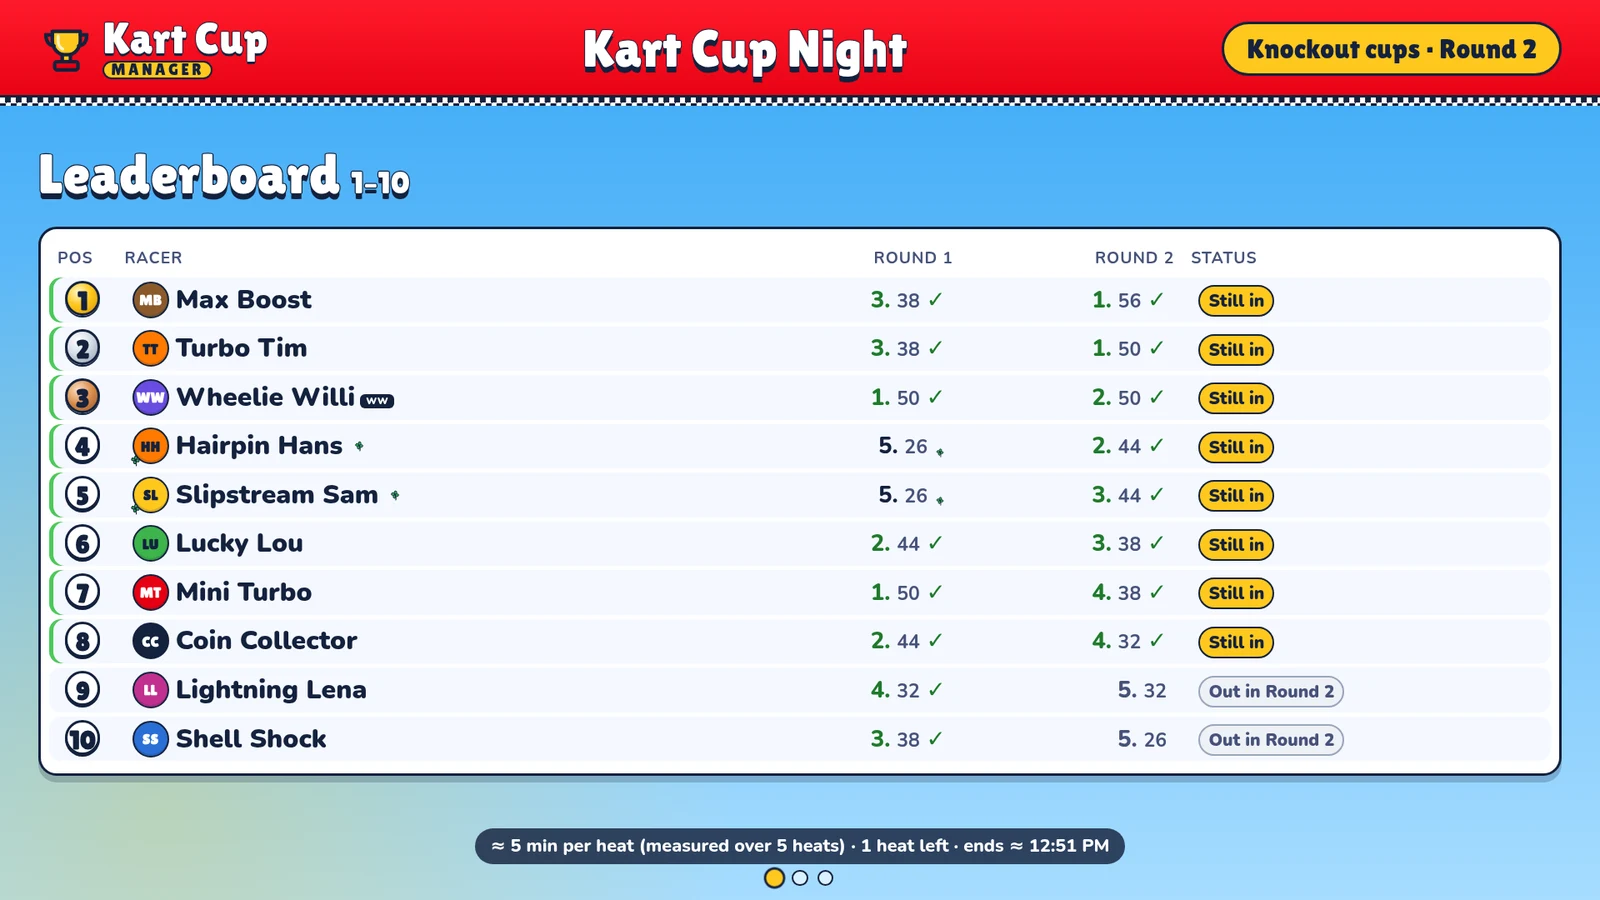 Kart Cup
MANAGER
Kart Cup Night
Knockout cups · Round 2
Leaderboard 1–10
POS RACER ROUND 1 ROUND 2 STATUS
1 MB Max Boost 3. 38 ✓ 1. 56 ✓ Still in
2 TT Turbo Tim 3. 38 ✓ 1. 50 ✓ Still in
3 WW Wheelie Willi WW 1. 50 ✓ 2. 50 ✓ Still in
4 HH Hairpin Hans 5. 26 2. 44 ✓ Still in
5 SL Slipstream Sam 5. 26 3. 44 ✓ Still in
6 LU Lucky Lou 2. 44 ✓ 3. 38 ✓ Still in
7 MT Mini Turbo 1. 50 ✓ 4. 38 ✓ Still in
8 CC Coin Collector 2. 44 ✓ 4. 32 ✓ Still in
9 LL Lightning Lena 4. 32 ✓ 5. 32 Out in Round 2
10 SS Shell Shock 3. 38 ✓ 5. 26 Out in Round 2
≈ 5 min per heat (measured over 5 heats) · 1 heat left · ends ≈ 12:51 PM